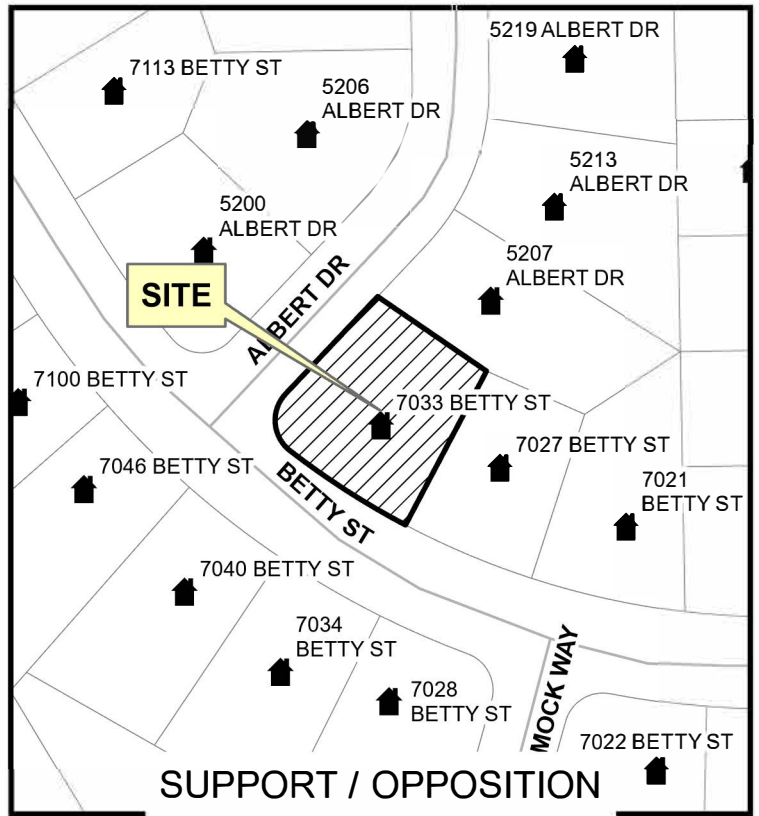 5219 ALBERT DR
7113 BETTY ST
5206
ALBERT DR
5213
ALBERT DR
5200
ALBERT DR
5207
ALBERT DR
SITE
ALBERT DR
7100 BETTY ST
7033 BETTY ST
7027 BETTY ST
7046 BETTY ST
7021
BETTY ST
BETTY ST
7040 BETTY ST
7034
BETTY ST
MOCK WAY
7028
BETTY ST
7022 BETTY ST
SUPPORT / OPPOSITION